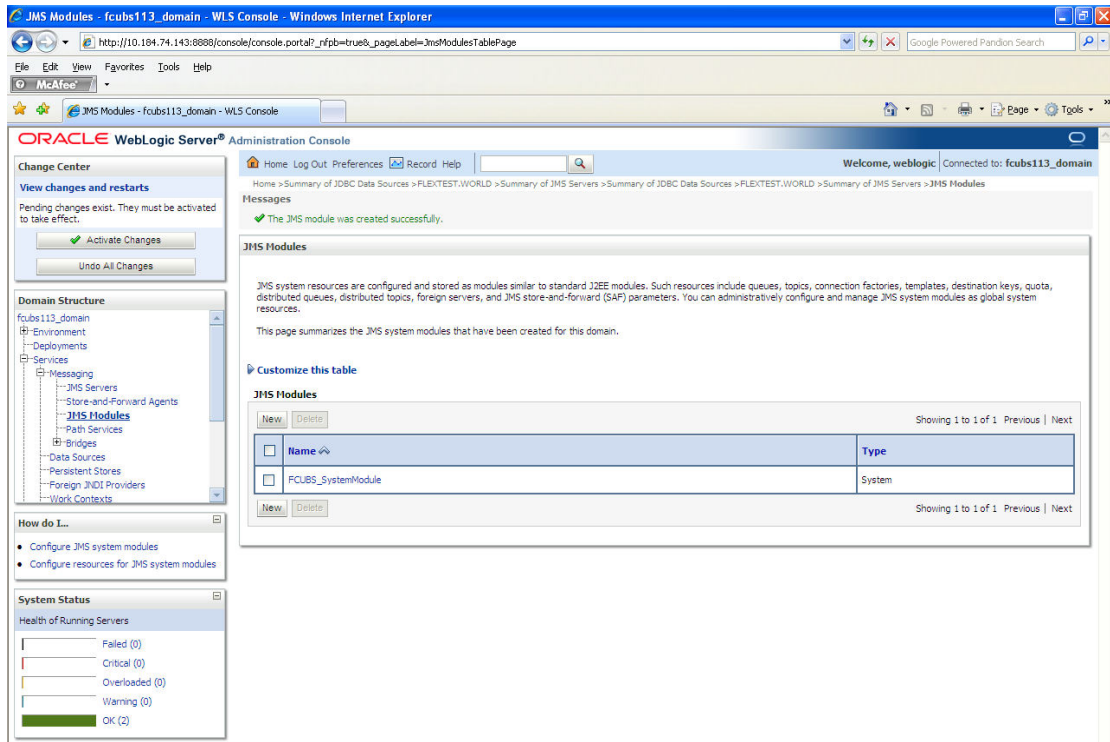 JMS Modules - fcubs113_domain - WLS Console - Windows Internet Explorer
http://10.184.74.143:8888/console/console.portal?_nfpb=true&_pageLabel=JmsModulesTablePage
Google Powered Pandion Search
File Edit View Favorites Tools Help
McAfee
JMS Modules - fcubs113_domain - WLS Console
Page Tools
ORACLE WebLogic Server® Administration Console
Change Center
View changes and restarts
Pending changes exist. They must be activated
to take effect.
Activate Changes
Undo All Changes
Domain Structure
fcubs113_domain
Environment
Deployments
Services
Messaging
JMS Servers
Store-and-Forward Agents
JMS Modules
Path Services
Bridges
Data Sources
Persistent Stores
Foreign JNDI Providers
Work Contexts
How do I...
Configure JMS system modules
Configure resources for JMS system modules
System Status
Health of Running Servers
Failed (0)
Critical (0)
Overloaded (0)
Warning (0)
OK (2)
Home Log Out Preferences Record Help
Welcome, weblogic Connected to: fcubs113_domain
Home >Summary of JDBC Data Sources >FLEXTEST.WORLD >Summary of JMS Servers >Summary of JDBC Data Sources >FLEXTEST.WORLD >Summary of JMS Servers >JMS Modules
Messages
The JMS module was created successfully.
JMS Modules
JMS system resources are configured and stored as modules similar to standard J2EE modules. Such resources include queues, topics, connection factories, templates, destination keys, quota,
distributed queues, distributed topics, foreign servers, and JMS store-and-forward (SAF) parameters. You can administratively configure and manage JMS system modules as global system
resources.
This page summarizes the JMS system modules that have been created for this domain.
Customize this table
JMS Modules
New Delete Showing 1 to 1 of 1 Previous | Next
Name Type
FCUBS_SystemModule System
New Delete Showing 1 to 1 of 1 Previous | Next